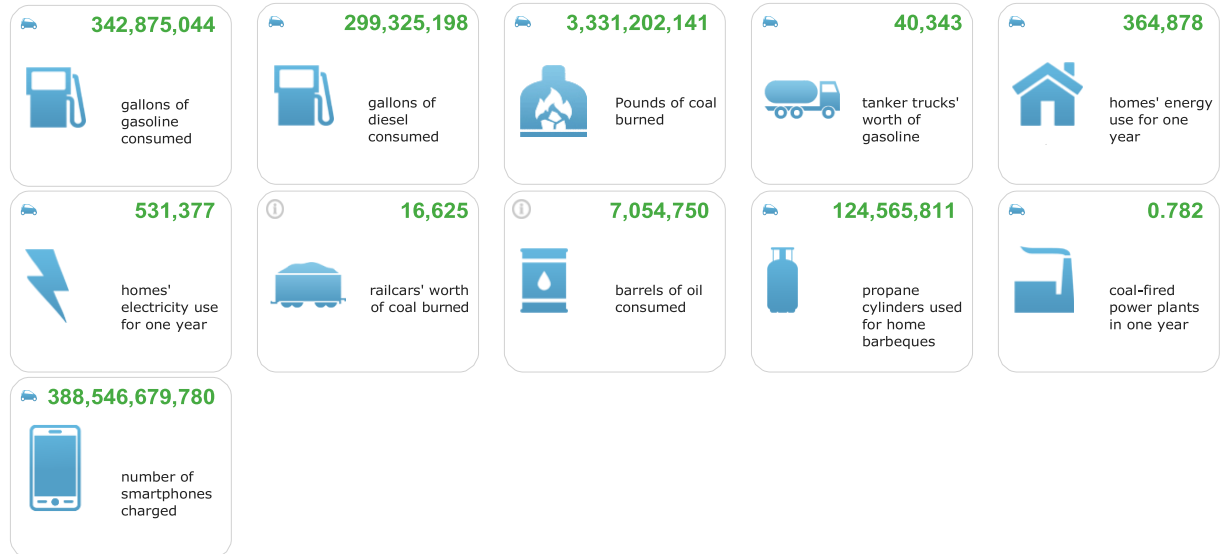 342,875,044
gallons of
gasoline
consumed
299,325,198
gallons of
diesel
consumed
3,331,202,141
Pounds of coal
burned
40,343
tanker trucks'
worth of
gasoline
364,878
homes' energy
use for one
year
531,377
homes'
electricity use
for one year
16,625
railcars' worth
of coal burned
7,054,750
barrels of oil
consumed
124,565,811
propane
cylinders used
for home
barbeques
0.782
coal-fired
power plants
in one year
388,546,679,780
number of
smartphones
charged